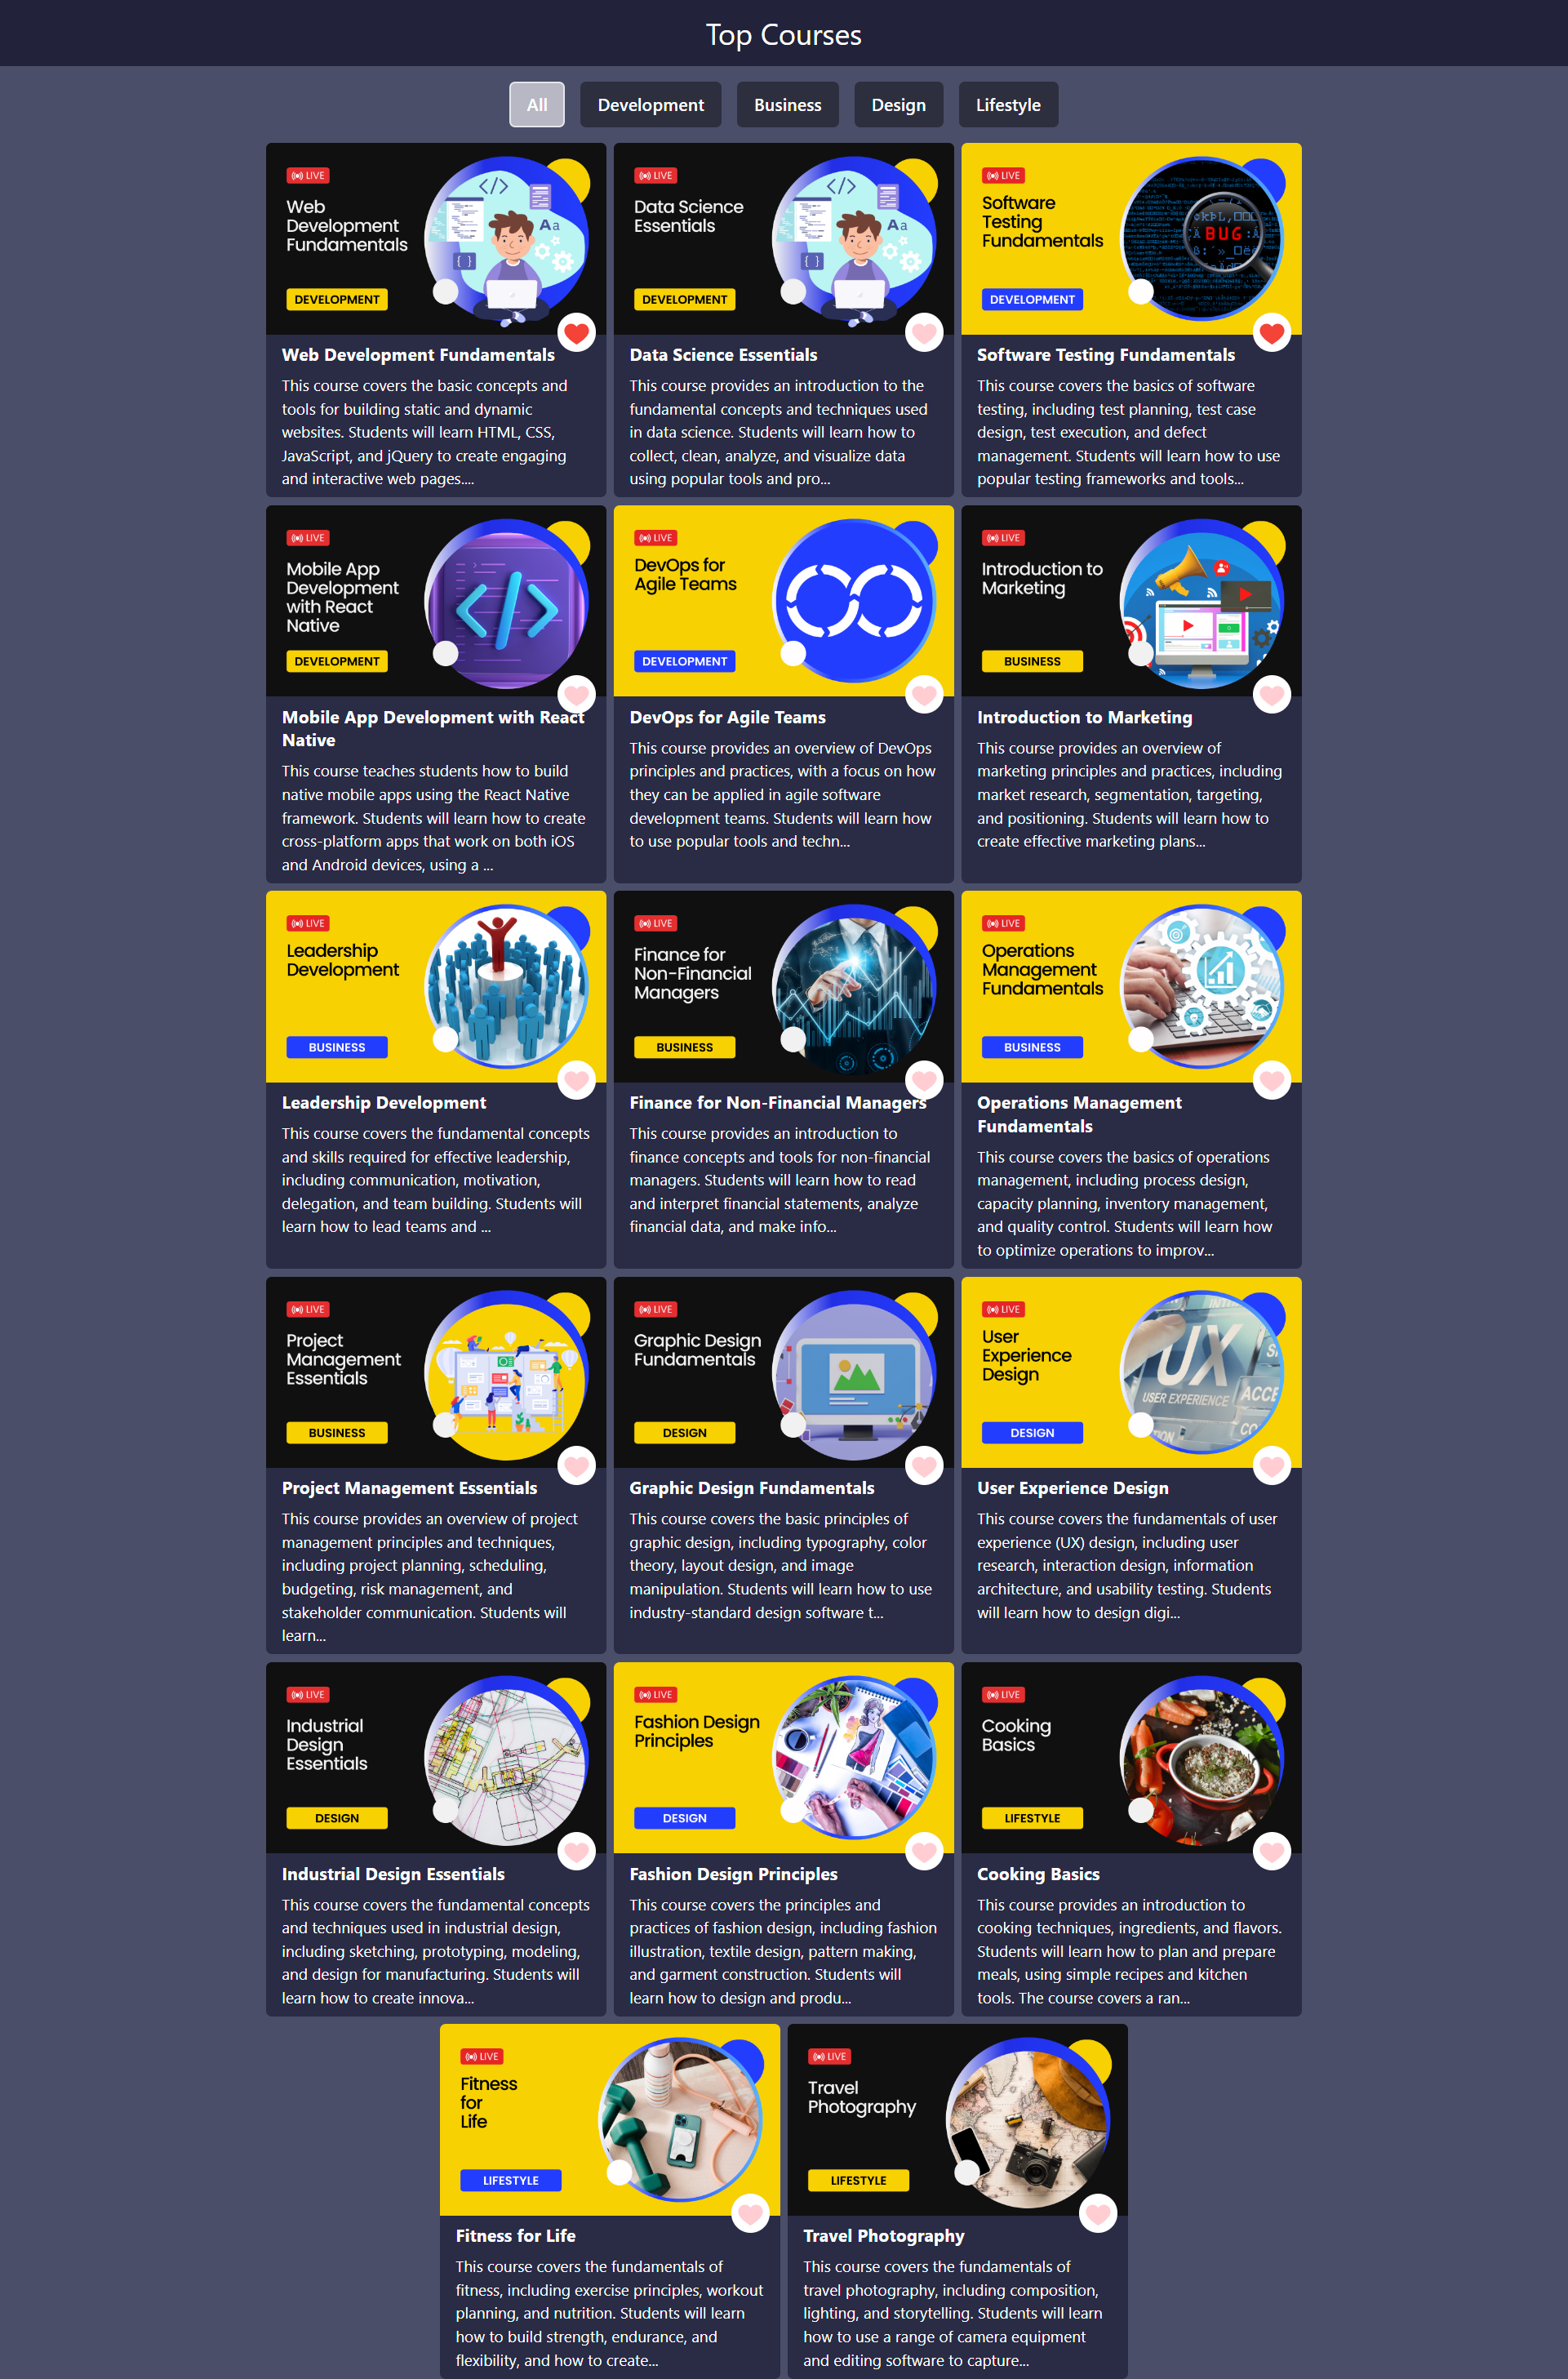 Top Courses
All
Development
Business
Design
Lifestyle
LIVE
Web
Development
Fundamentals
DEVELOPMENT
Aa
Web Development Fundamentals
This course covers the basic concepts and
tools for building static and dynamic
websites. Students will learn HTML, CSS,
JavaScript, and jQuery to create engaging
and interactive web pages....
LIVE
Data Science
Essentials
DEVELOPMENT
Aa
Data Science Essentials
This course provides an introduction to the
fundamental concepts and techniques used
in data science. Students will learn how to
collect, clean, analyze, and visualize data
using popular tools and pro...
LIVE
Software
Testing
Fundamentals
DEVELOPMENT
BUG
Software Testing Fundamentals
This course covers the basics of software
testing, including test planning, test case
design, test execution, and defect
management. Students will learn how to use
popular testing frameworks and tools...
LIVE
Mobile App
Development
with React
Native
DEVELOPMENT
</>
Mobile App Development with React
Native
This course teaches students how to build
native mobile apps using the React Native
framework. Students will learn how to create
cross-platform apps that work on both iOS
and Android devices, using a ...
LIVE
DevOps for
Agile Teams
DEVELOPMENT
DevOps for Agile Teams
This course provides an overview of DevOps
principles and practices, with a focus on how
they can be applied in agile software
development teams. Students will learn how
to use popular tools and techn...
LIVE
Introduction to
Marketing
BUSINESS
Introduction to Marketing
This course provides an overview of
marketing principles and practices, including
market research, segmentation, targeting,
and positioning. Students will learn how to
create effective marketing plans...
LIVE
Leadership
Development
BUSINESS
Leadership Development
This course covers the fundamental concepts
and skills required for effective leadership,
including communication, motivation,
delegation, and team building. Students will
learn how to lead teams and ...
LIVE
Finance for
Non-Financial
Managers
BUSINESS
Finance for Non-Financial Managers
This course provides an introduction to
finance concepts and tools for non-financial
managers. Students will learn how to read
and interpret financial statements, analyze
financial data, and make info...
LIVE
Operations
Management
Fundamentals
BUSINESS
Operations Management
Fundamentals
This course covers the basics of operations
management, including process design,
capacity planning, inventory management,
and quality control. Students will learn how
to optimize operations to improv...
LIVE
Project
Management
Essentials
BUSINESS
Project Management Essentials
This course provides an overview of project
management principles and techniques,
including project planning, scheduling,
budgeting, risk management, and
stakeholder communication. Students will
learn...
LIVE
Graphic Design
Fundamentals
DESIGN
Graphic Design Fundamentals
This course covers the basic principles of
graphic design, including typography, color
theory, layout design, and image
manipulation. Students will learn how to use
industry-standard design software t...
LIVE
User
Experience
Design
DESIGN
UX
USER EXPERIENCE
ACCE
User Experience Design
This course covers the fundamentals of user
experience (UX) design, including user
research, interaction design, information
architecture, and usability testing. Students
will learn how to design digi...
LIVE
Industrial
Design
Essentials
DESIGN
Industrial Design Essentials
This course covers the fundamental concepts
and techniques used in industrial design,
including sketching, prototyping, modeling,
and design for manufacturing. Students will
learn how to create innova...
LIVE
Fashion Design
Principles
DESIGN
Fashion Design Principles
This course covers the principles and
practices of fashion design, including fashion
illustration, textile design, pattern making,
and garment construction. Students will
learn how to design and produ...
LIVE
Cooking
Basics
LIFESTYLE
Cooking Basics
This course provides an introduction to
cooking techniques, ingredients, and flavors.
Students will learn how to plan and prepare
meals, using simple recipes and kitchen
tools. The course covers a ran...
LIVE
Fitness
for
Life
LIFESTYLE
Fitness for Life
This course covers the fundamentals of
fitness, including exercise principles, workout
planning, and nutrition. Students will learn
how to build strength, endurance, and
flexibility, and how to create...
LIVE
Travel
Photography
LIFESTYLE
Travel Photography
This course covers the fundamentals of
travel photography, including composition,
lighting, and storytelling. Students will learn
how to use a range of camera equipment
and editing software to capture...